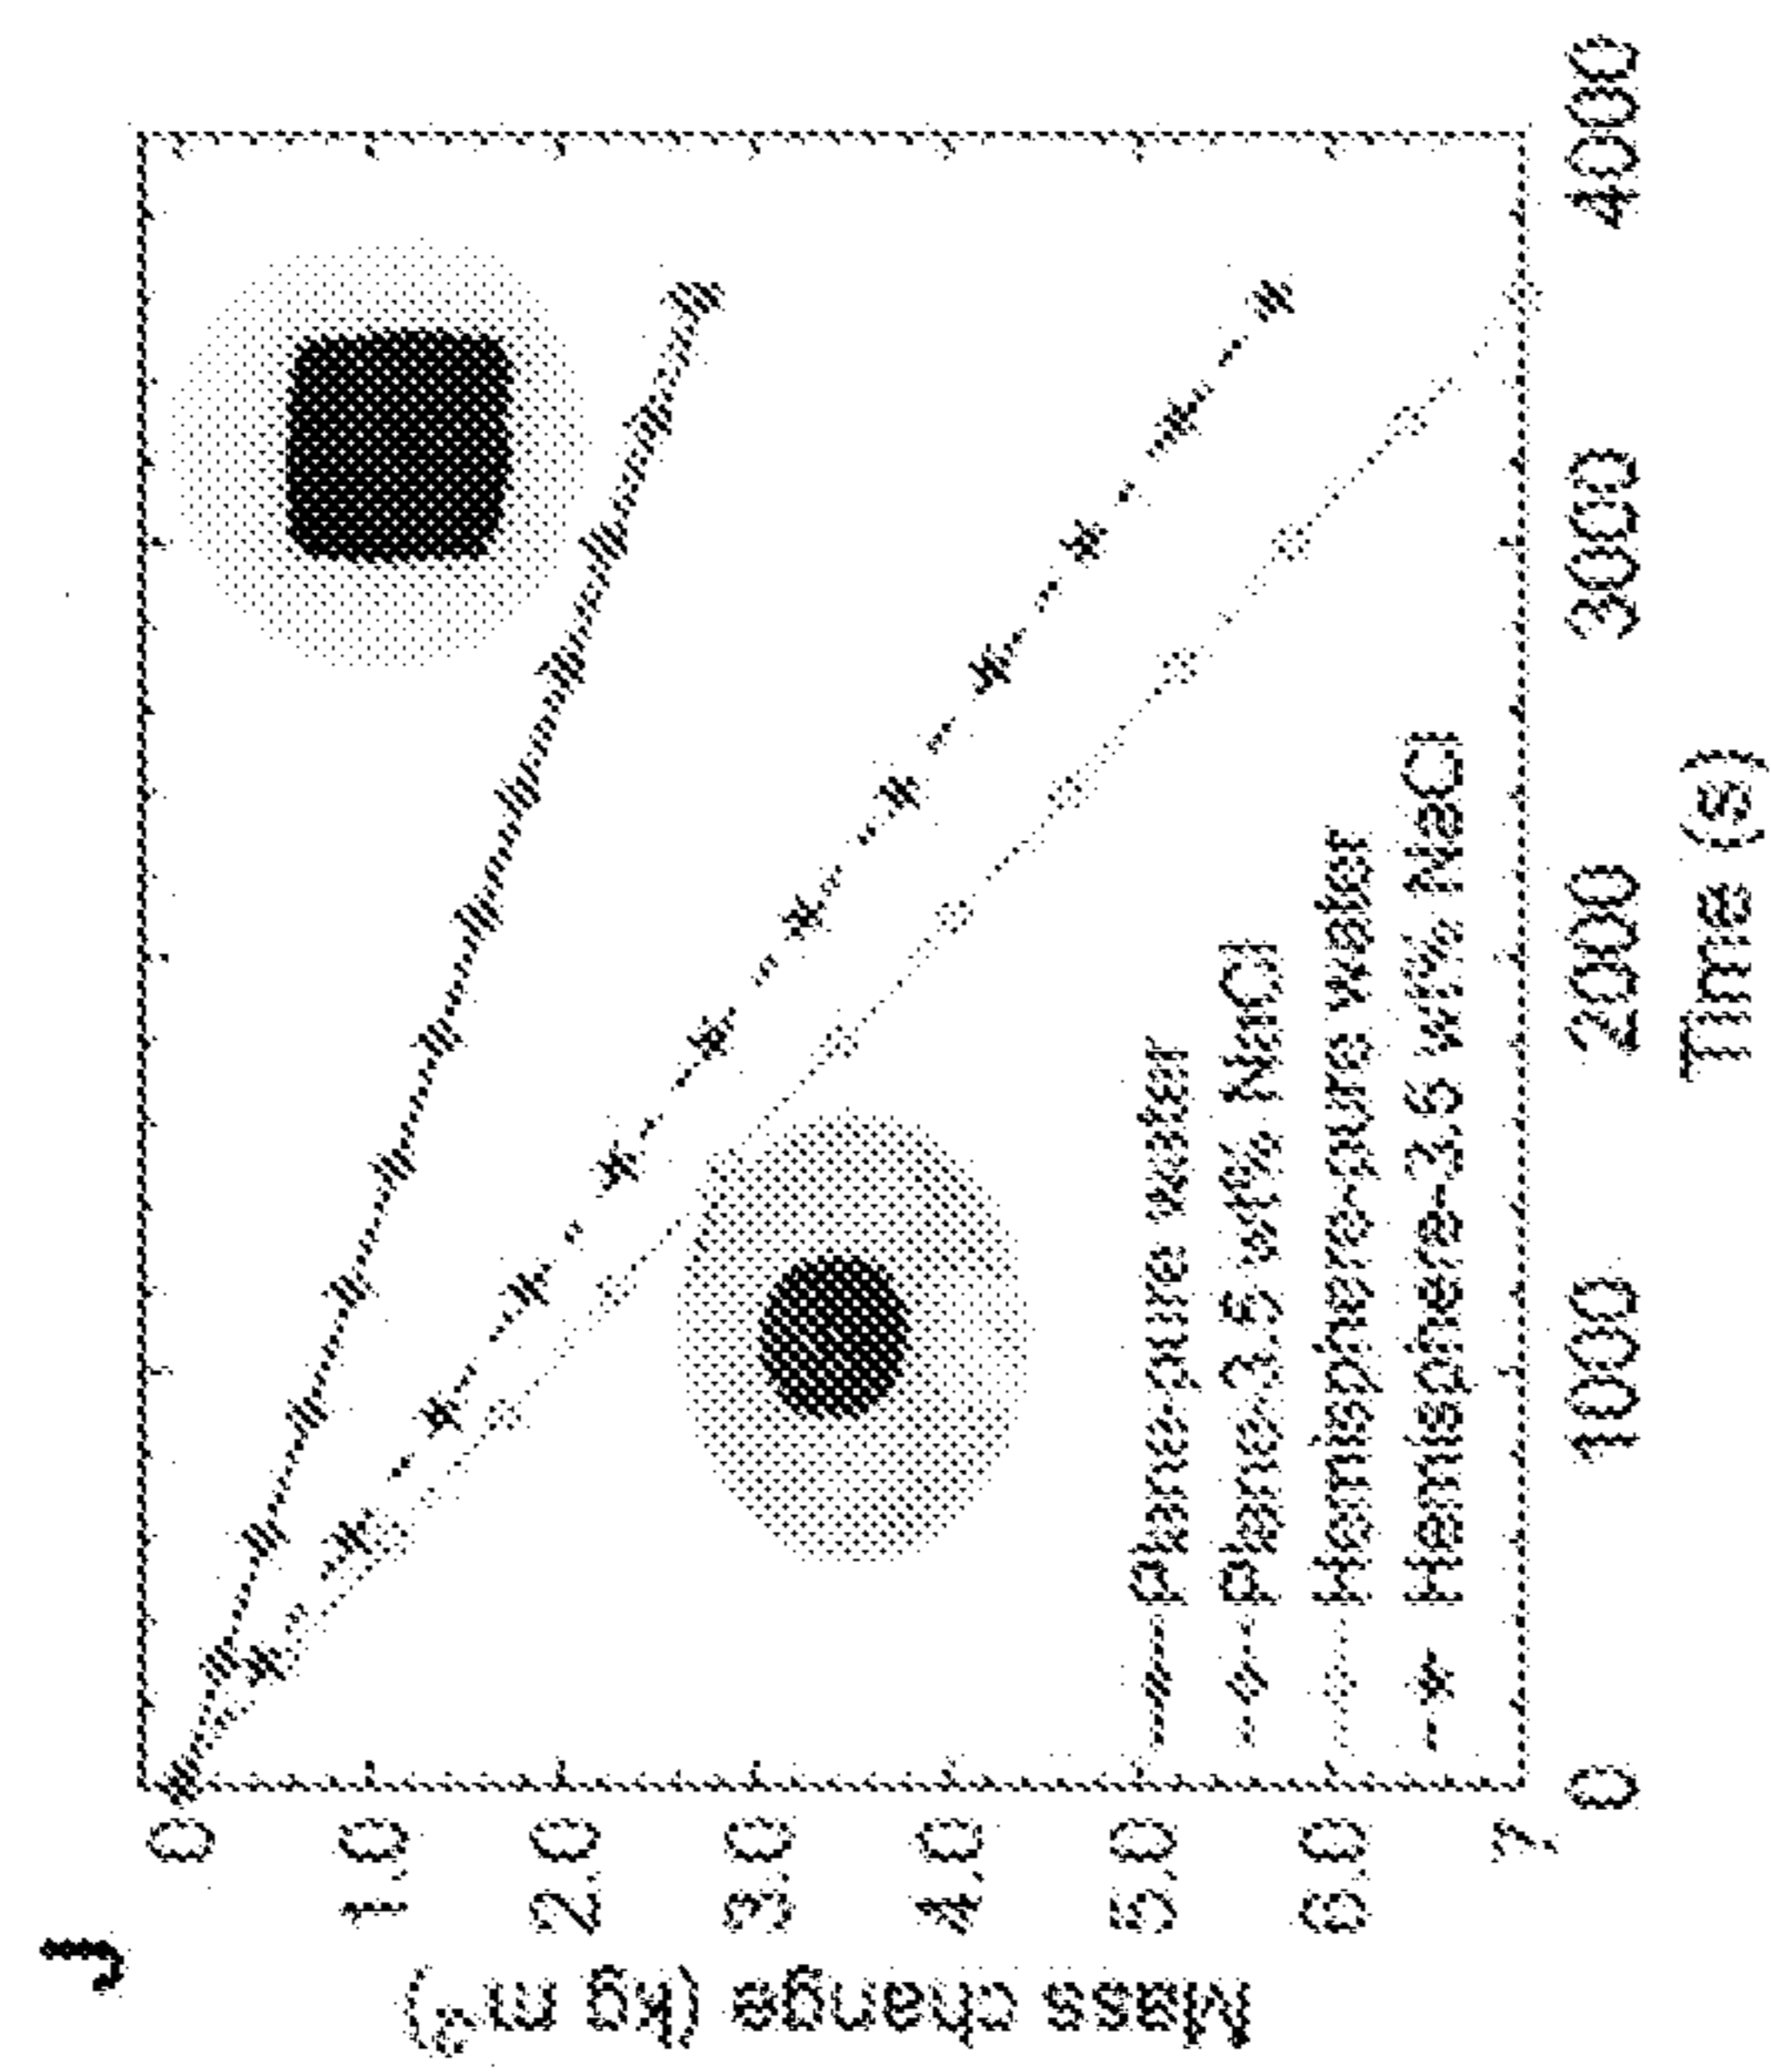 J
Mass change (kg m⁻²)
0
1.0
2.0
3.0
4.0
5.0
6.0
7
Plane-pure water
Plane-3.5 wt% NaCl
Hemisphere-pure water
Hemisphere-3.5 wt% NaCl
0 1000 2000 3000 4000
Time (s)